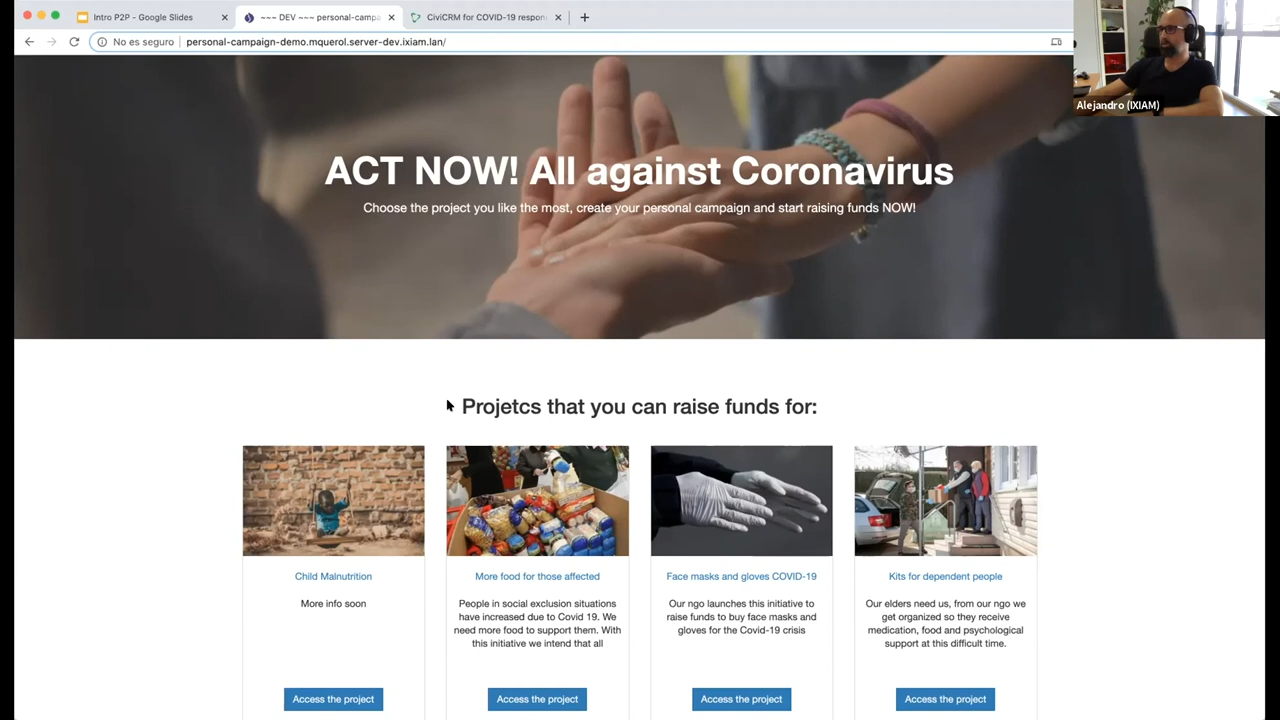 Intro P2P - Google Slides
~~~ DEV ~~~ personal-campa
CiviCRM for COVID-19 respon
No es seguro
personal-campaign-demo.mquerol.server-dev.ixiam.lan/
Alejandro (IXIAM)
ACT NOW! All against Coronavirus
Choose the project you like the most, create your personal campaign and start raising funds NOW!
Projetcs that you can raise funds for:
Child Malnutrition
More info soon
Access the project
More food for those affected
People in social exclusion situations
have increased due to Covid 19. We
need more food to support them. With
this initiative we intend that all
Access the project
Face masks and gloves COVID-19
Our ngo launches this initiative to
raise funds to buy face masks and
gloves for the Covid-19 crisis
Access the project
Kits for dependent people
Our elders need us, from our ngo we
get organized so they receive
medication, food and psychological
support at this difficult time.
Access the project